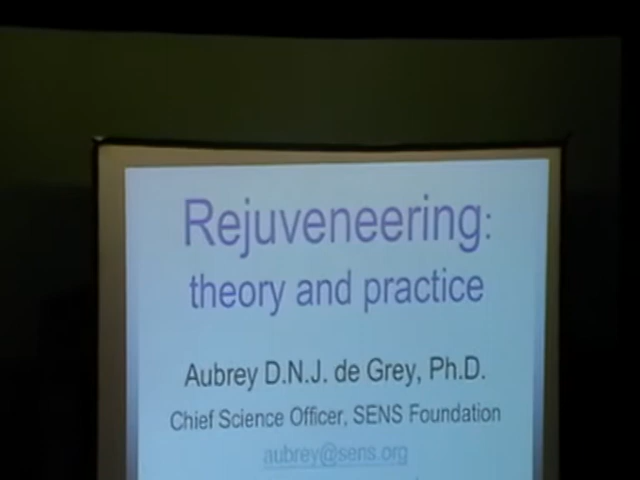 Rejuveneering:
theory and practice
Aubrey D.N.J. de Grey, Ph.D.
Chief Science Officer, SENS Foundation
aubrey@sens.org